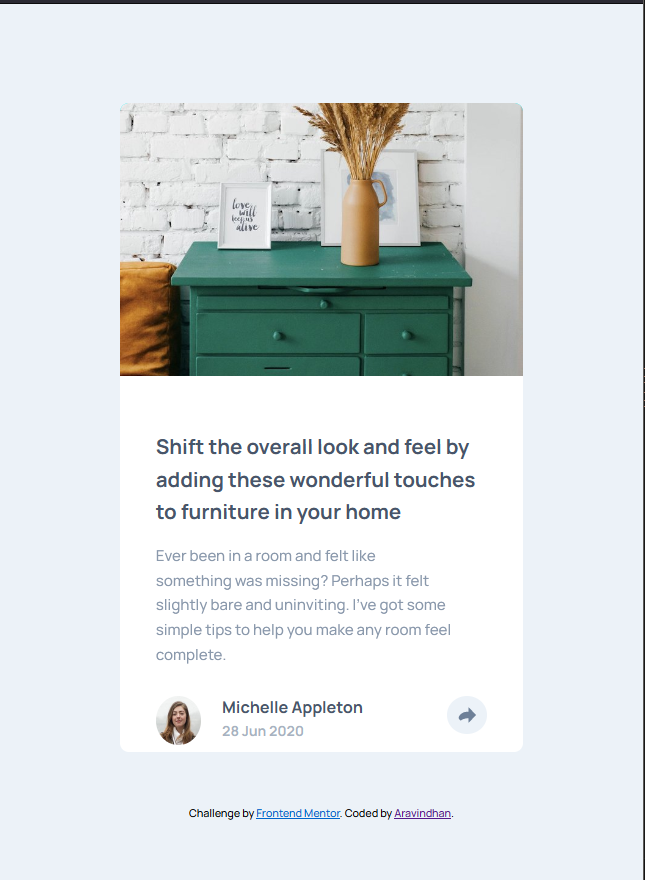 love
will
keep us
alive
Shift the overall look and feel by
adding these wonderful touches
to furniture in your home
Ever been in a room and felt like
something was missing? Perhaps it felt
slightly bare and uninviting. I've got some
simple tips to help you make any room feel
complete.
Michelle Appleton
28 Jun 2020
Challenge by Frontend Mentor. Coded by Aravindhan.